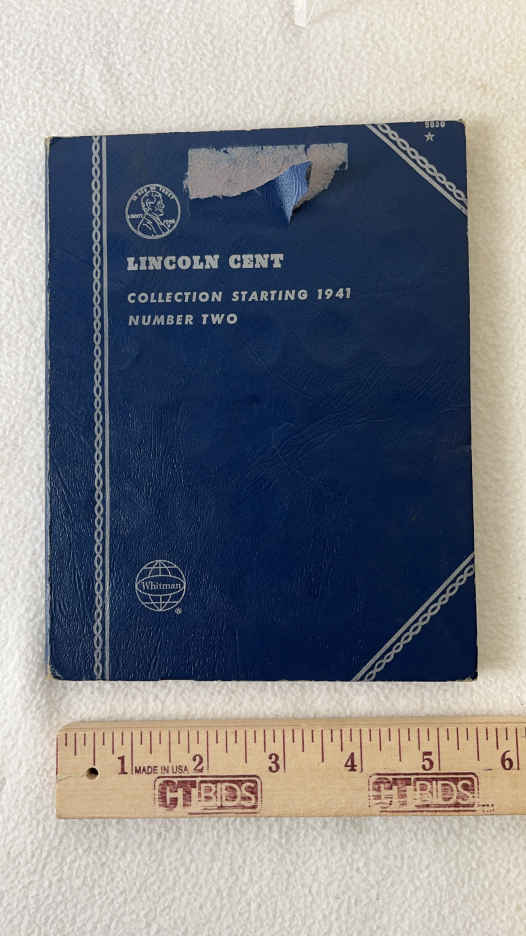 9030
LINCOLN CENT
COLLECTION STARTING 1941
NUMBER TWO
Whitman
®
1 2 3 4 5 6
MADE IN USA
CTBIDS CTBIDS